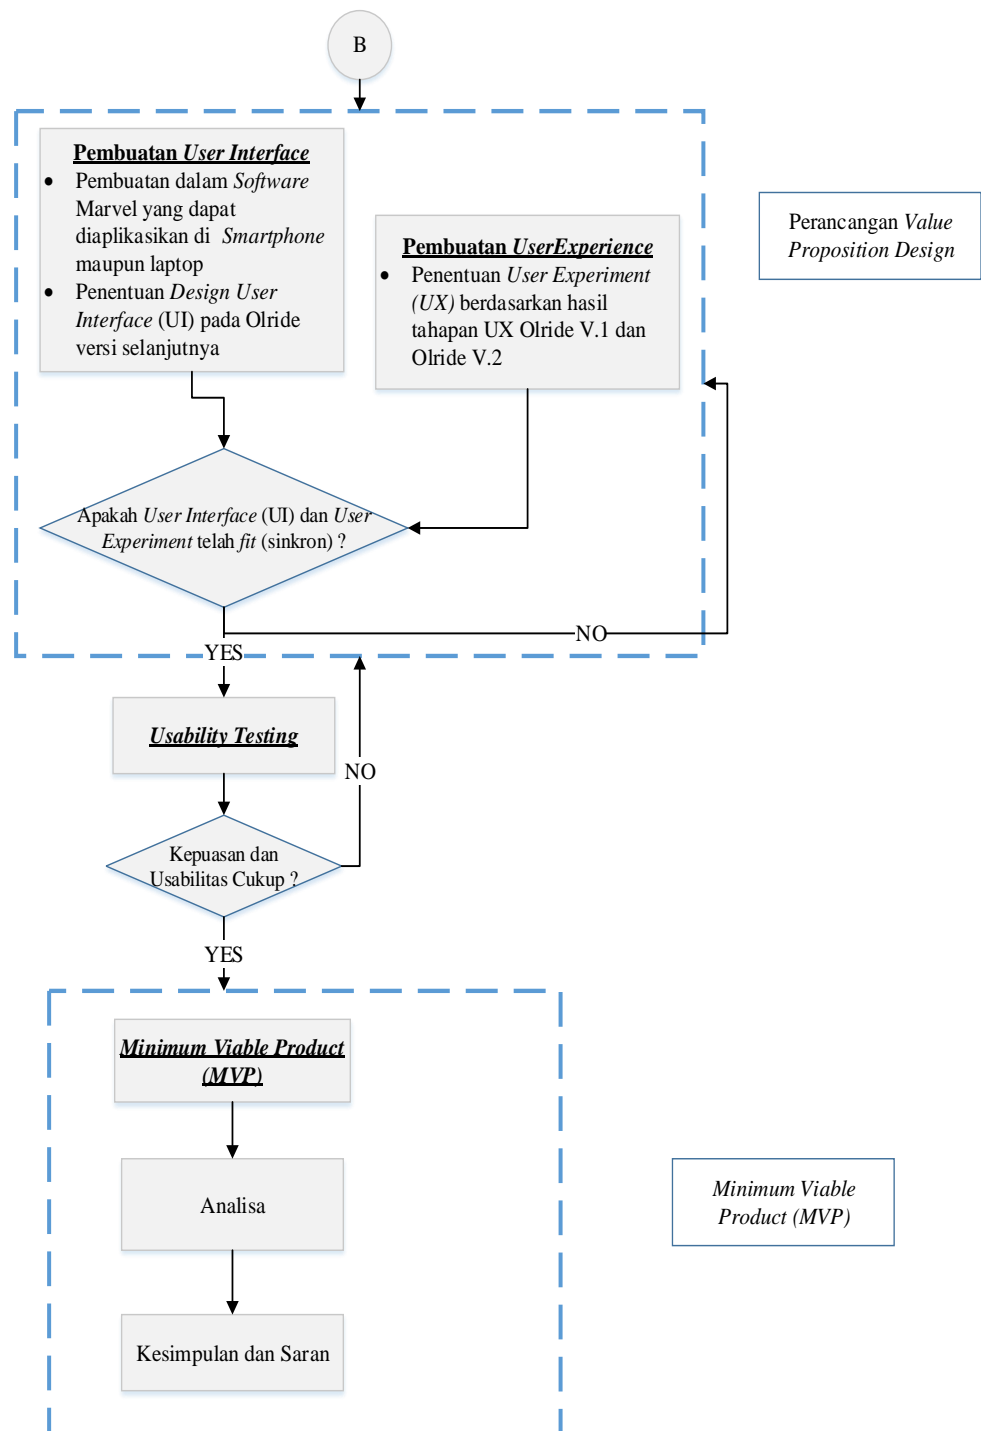 B
Pembuatan User Interface
• Pembuatan dalam Software
Marvel yang dapat
diaplikasikan di Smartphone
maupun laptop
• Penentuan Design User
Interface (UI) pada Olride
versi selanjutnya
Pembuatan UserExperience
• Penentuan User Experiment
(UX) berdasarkan hasil
tahapan UX Olride V.1 dan
Olride V.2
Perancangan Value
Proposition Design
Apakah User Interface (UI) dan User
Experiment telah fit (sinkron) ?
NO
YES
Usability Testing
NO
Kepuasan dan
Usabilitas Cukup ?
YES
Minimum Viable Product
(MVP)
Analisa
Minimum Viable
Product (MVP)
Kesimpulan dan Saran